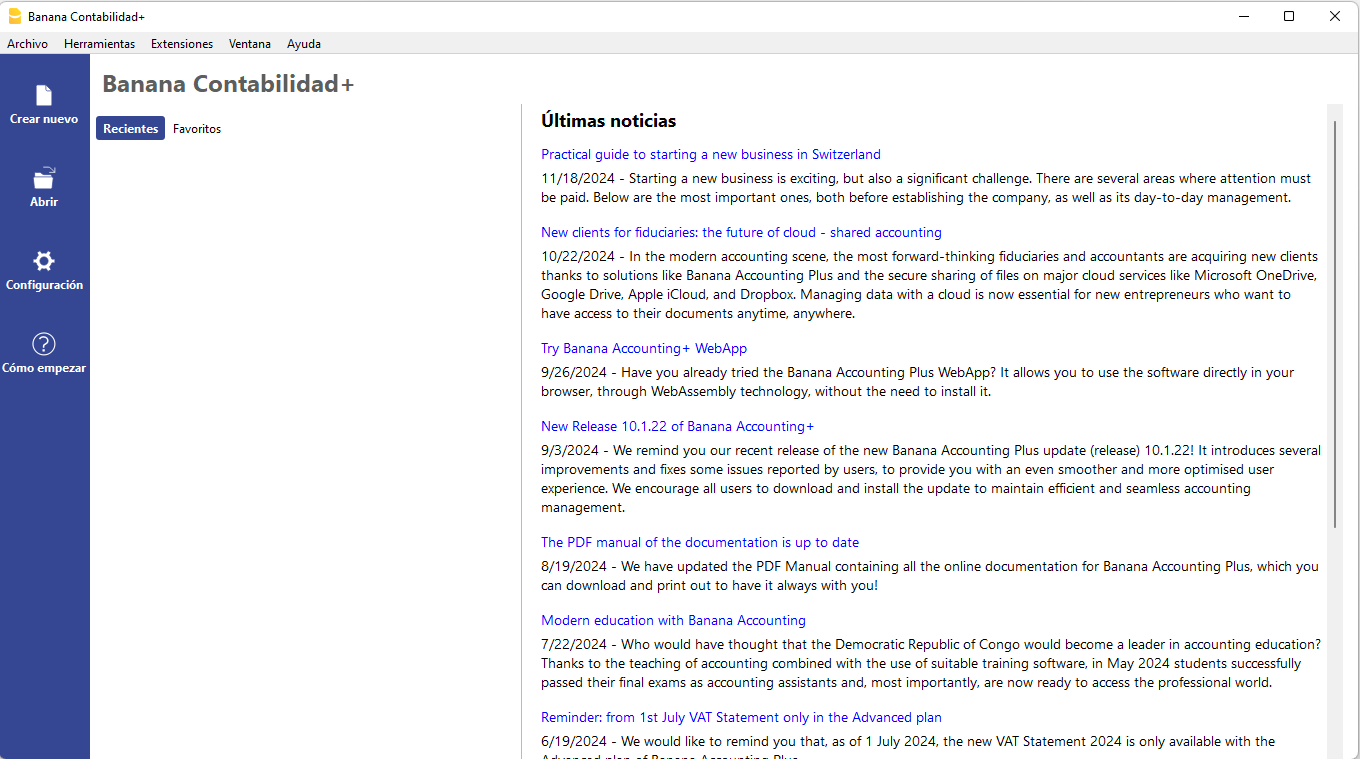 Banana Contabilidad+
Archivo Herramientas Extensiones Ventana Ayuda
Banana Contabilidad+
Crear nuevo
Abrir
Configuración
Cómo empezar
Recientes Favoritos
Últimas noticias
Practical guide to starting a new business in Switzerland
11/18/2024 - Starting a new business is exciting, but also a significant challenge. There are several areas where attention must
be paid. Below are the most important ones, both before establishing the company, as well as its day-to-day management.
New clients for fiduciaries: the future of cloud - shared accounting
10/22/2024 - In the modern accounting scene, the most forward-thinking fiduciaries and accountants are acquiring new clients
thanks to solutions like Banana Accounting Plus and the secure sharing of files on major cloud services like Microsoft OneDrive,
Google Drive, Apple iCloud, and Dropbox. Managing data with a cloud is now essential for new entrepreneurs who want to
have access to their documents anytime, anywhere.
Try Banana Accounting+ WebApp
9/26/2024 - Have you already tried the Banana Accounting Plus WebApp? It allows you to use the software directly in your
browser, through WebAssembly technology, without the need to install it.
New Release 10.1.22 of Banana Accounting+
9/3/2024 - We remind you our recent release of the new Banana Accounting Plus update (release) 10.1.22! It introduces several
improvements and fixes some issues reported by users, to provide you with an even smoother and more optimised user
experience. We encourage all users to download and install the update to maintain efficient and seamless accounting
management.
The PDF manual of the documentation is up to date
8/19/2024 - We have updated the PDF Manual containing all the online documentation for Banana Accounting Plus, which you
can download and print out to have it always with you!
Modern education with Banana Accounting
7/22/2024 - Who would have thought that the Democratic Republic of Congo would become a leader in accounting education?
Thanks to the teaching of accounting combined with the use of suitable training software, in May 2024 students successfully
passed their final exams as accounting assistants and, most importantly, are now ready to access the professional world.
Reminder: from 1st July VAT Statement only in the Advanced plan
6/19/2024 - We would like to remind you that, as of 1 July 2024, the new VAT Statement 2024 is only available with the
Advanced plan of Banana Accounting Plus